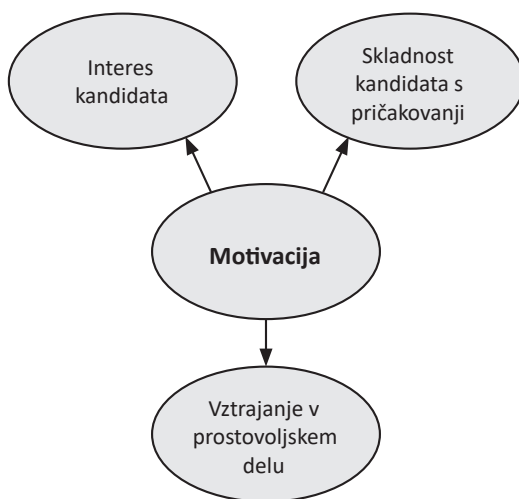 Interes
kandidata
Skladnost
kandidata s
pričakovanji
Motivacija
Vztrajanje v
prostovoljskem
delu